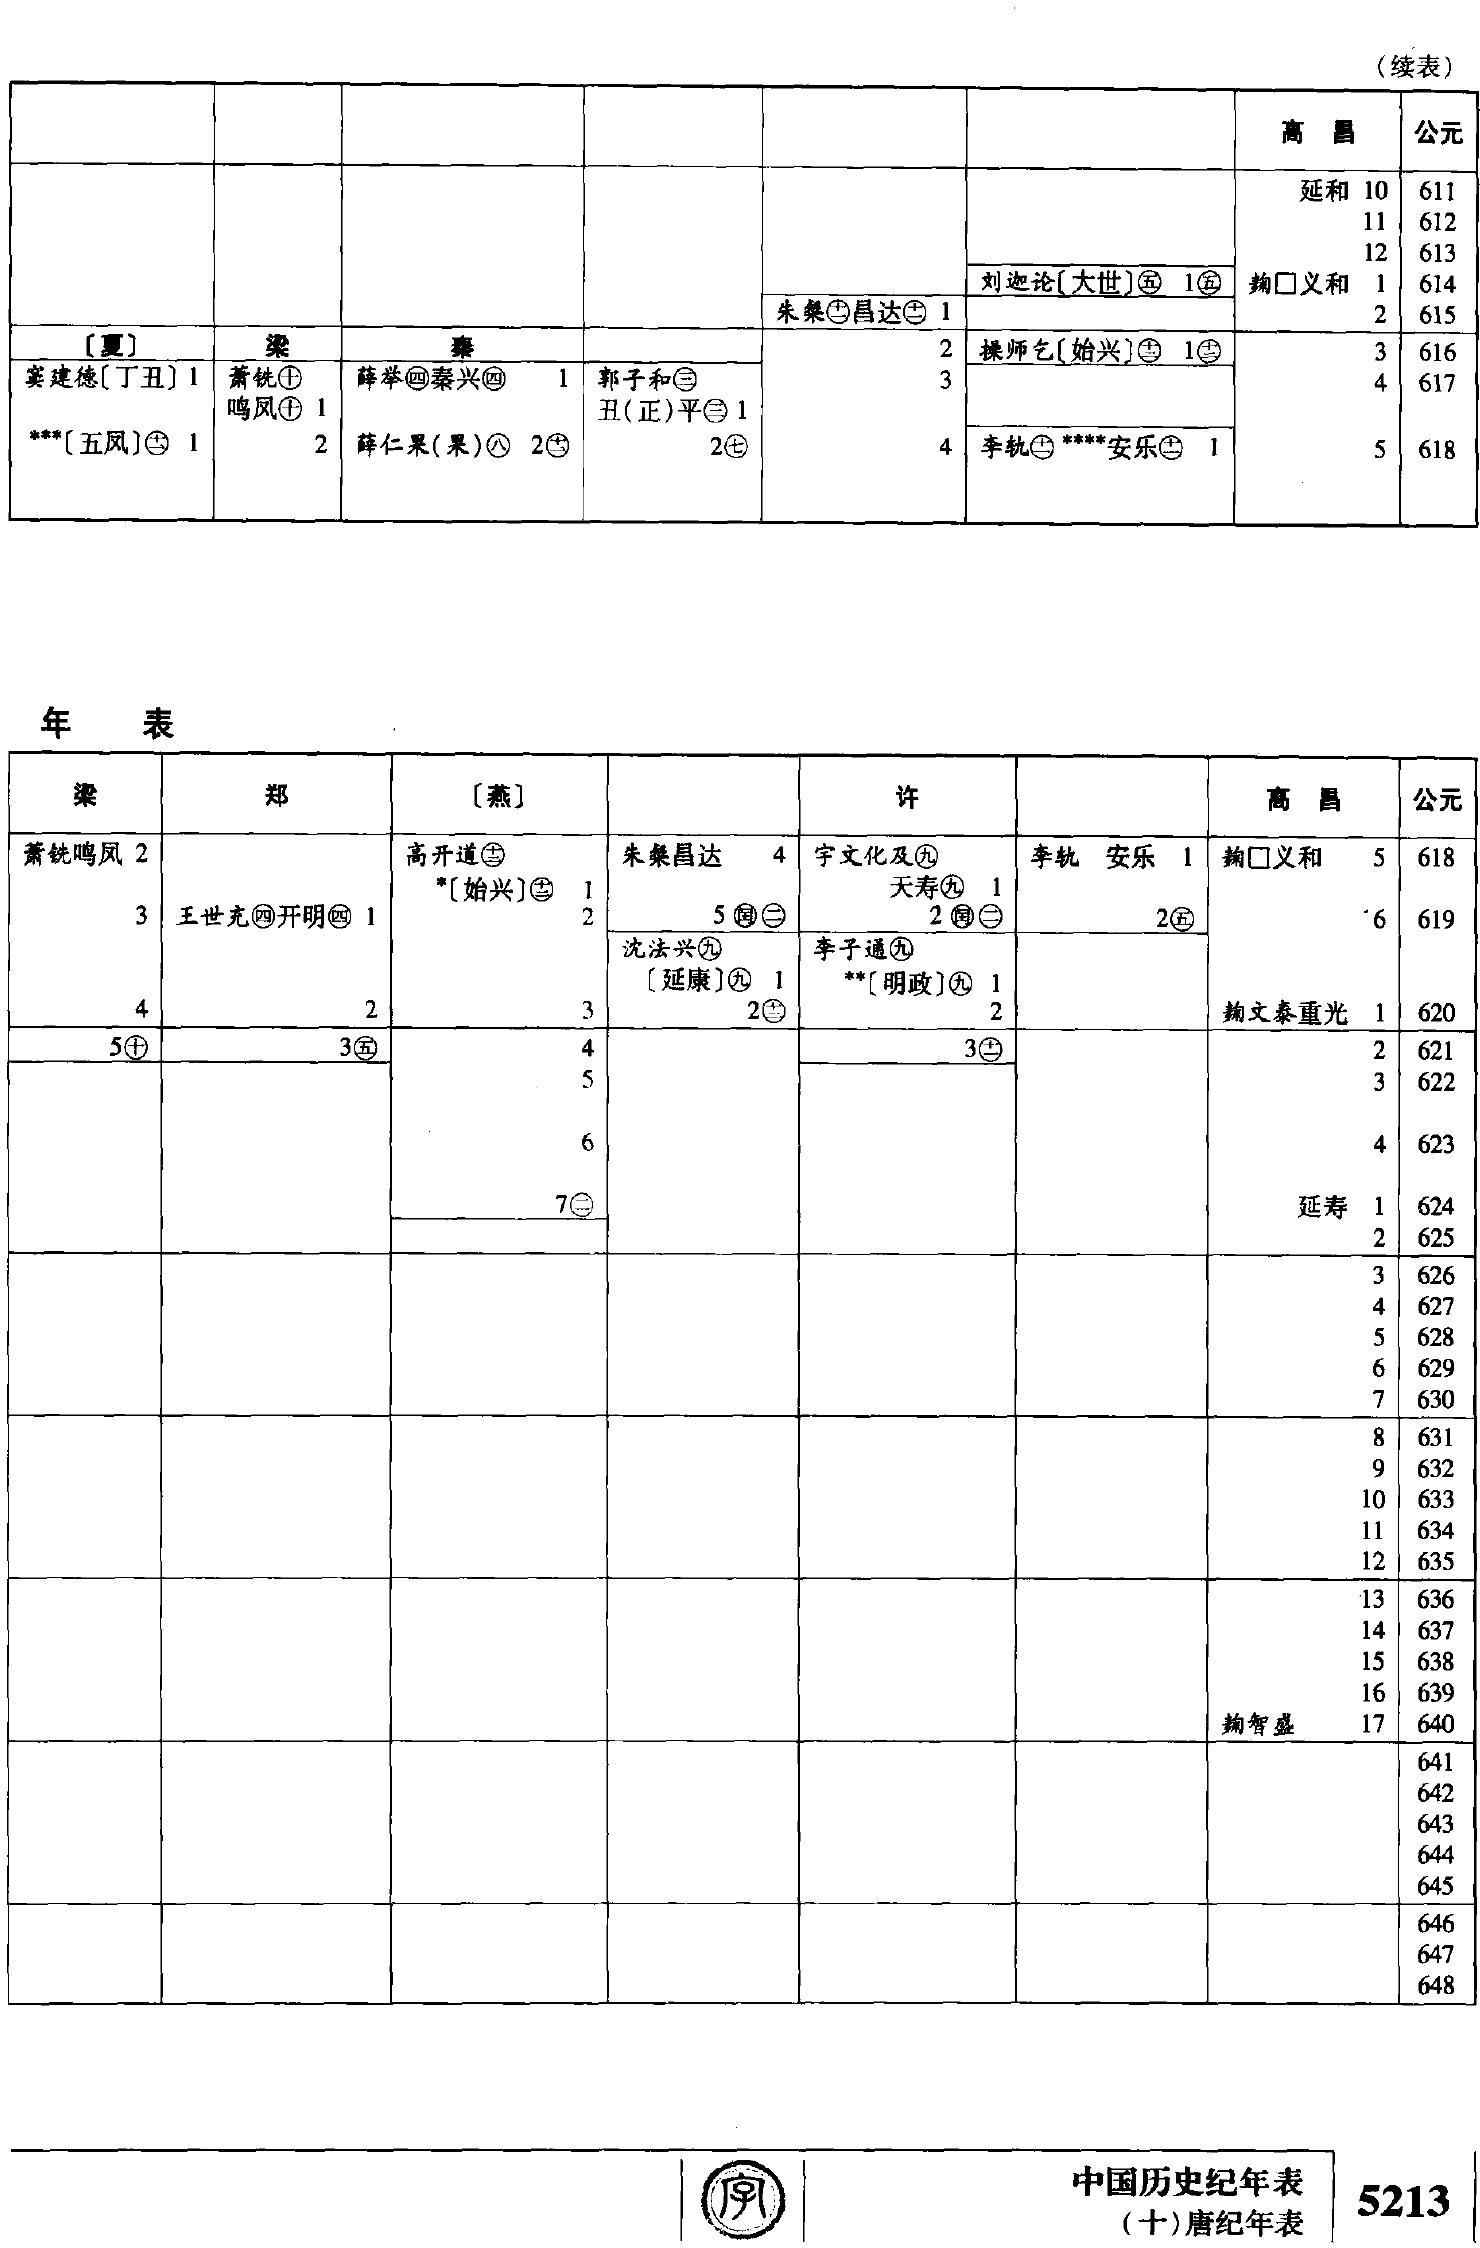 (续表)
高 昌 公元
延和 10 611
11 612
12 613
刘迦论〔大世〕㊄ 1㊄ 麹□义和 1 614
朱粲㊉㊁昌达㊉㊁ 1 2 615
〔夏〕 梁 秦 2 操师乞〔始兴〕㊉㊁ 1㊉㊁ 3 616
窦建德〔丁丑〕1 萧铣㊉ 薛举㊃秦兴㊃ 1 郭子和㊂ 3 4 617
鸣凤㊉ 1 丑(正)平㊂ 1
***〔五凤〕㊉㊀ 1 2 薛仁杲(果)㊇ 2㊉㊀ 2㊆ 4 李轨㊉㊀ ****安乐㊉㊀ 1 5 618
年 表
梁 郑 〔燕〕 许 高 昌 公元
萧铣鸣凤 2 高开道㊉㊁ 朱粲昌达 4 宇文化及㊈ 李轨 安乐 1 麹□义和 5 618
*〔始兴〕㊉㊁ 1 天寿㊈ 1
3 王世充㊃开明㊃ 1 2 5 ㊁ 2 ㊁ 2㊄ 6 619
沈法兴㊈ 李子通㊈
〔延康〕㊈ 1 **〔明政〕㊈ 1
4 2 3 2㊉㊁ 2 麹文泰重光 1 620
5㊉ 3㊄ 4 3㊉㊀ 2 621
5 3 622
6 4 623
7㊁ 延寿 1 624
2 625
3 626
4 627
5 628
6 629
7 630
8 631
9 632
10 633
11 634
12 635
13 636
14 637
15 638
16 639
麹智盛 17 640
641
642
643
644
645
646
647
648
字
中国历史纪年表
(十)唐纪年表
5213